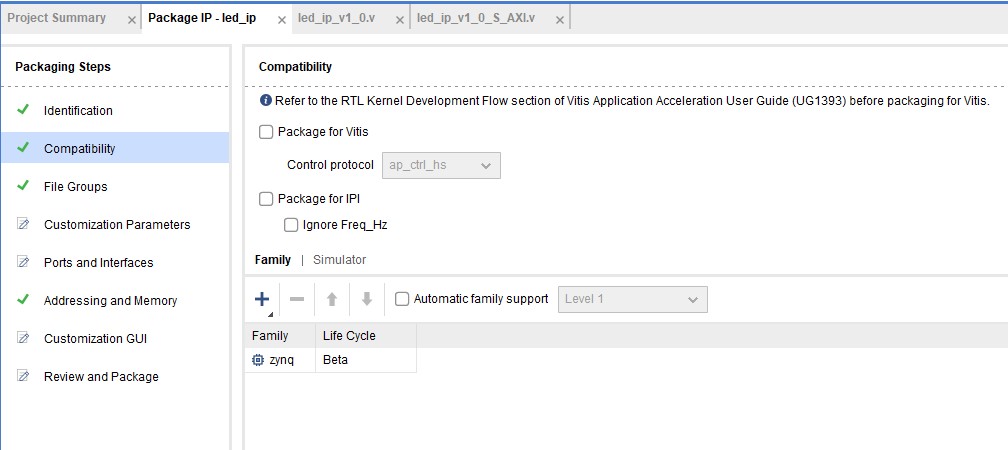 Project Summary
Package IP - led_ip
led_ip_v1_0.v
led_ip_v1_0_S_AXI.v
Packaging Steps
Identification
Compatibility
File Groups
Customization Parameters
Ports and Interfaces
Addressing and Memory
Customization GUI
Review and Package
Compatibility
Refer to the RTL Kernel Development Flow section of Vitis Application Acceleration User Guide (UG1393) before packaging for Vitis.
Package for Vitis
Control protocol ap_ctrl_hs
Package for IPI
Ignore Freq_Hz
Family | Simulator
Automatic family support Level 1
Family Life Cycle
zynq Beta